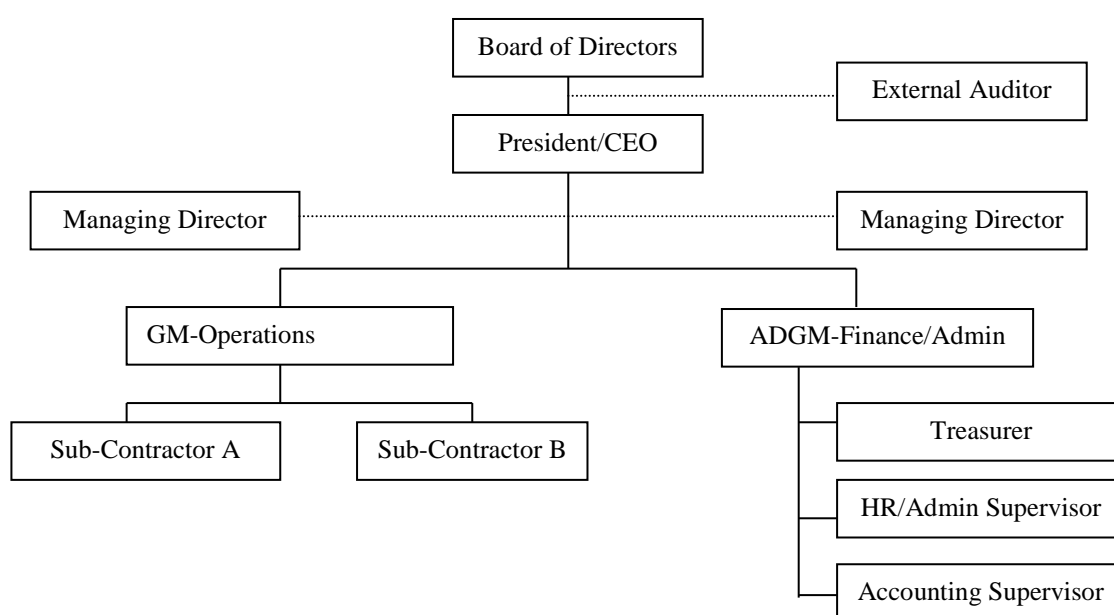 Board of Directors
External Auditor
President/CEO
Managing Director
Managing Director
GM-Operations
ADGM-Finance/Admin
Sub-Contractor A
Sub-Contractor B
Treasurer
HR/Admin Supervisor
Accounting Supervisor